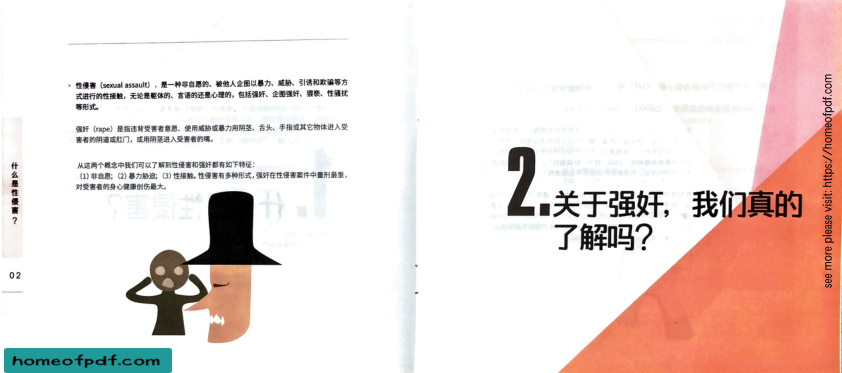 性侵害（sexual assault），是一种非自愿的、被他人企图以暴力、威胁、引诱和欺骗等方
式进行的性接触，无论是躯体的、言语的还是心理的，包括强奸、企图强奸、猥亵、性骚扰
等形式。
强奸（rape）是指违背受害者意愿、使用威胁或暴力用阴茎、舌头、手指或其它物体进入受
害者的阴道或肛门，或用阴茎进入受害者的嘴。
从这两个概念中我们可以了解到性侵害和强奸都有如下特征：
（1）非自愿；（2）暴力胁迫；（3）性接触。性侵害有多种形式，强奸在性侵害案件中量刑最重，
对受害者的身心健康创伤最大。
什么是性侵害？
02
homeofpdf.com
2.关于强奸，我们真的
了解吗？
see more please visit: https://homeofpdf.com